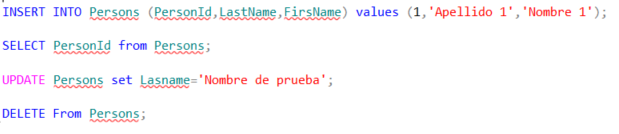 INSERT INTO Persons (PersonId,LastName,FirsName) values (1,'Apellido 1','Nombre 1');
SELECT PersonId from Persons;
UPDATE Persons set Lasname='Nombre de prueba';
DELETE From Persons;